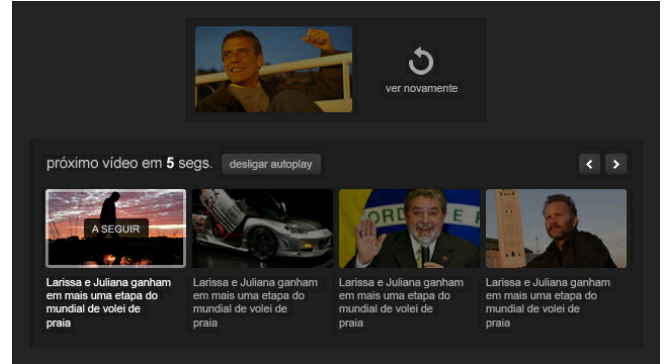 ver novamente
próximo vídeo em 5 segs. desligar autoplay
A SEGUIR
ORD E E
Larissa e Juliana ganham
em mais uma etapa do
mundial de volei de
praia
Larissa e Juliana ganham
em mais uma etapa do
mundial de volei de
praia
Larissa e Juliana ganham
em mais uma etapa do
mundial de volei de
praia
Larissa e Juliana ganham
em mais uma etapa do
mundial de volei de
praia